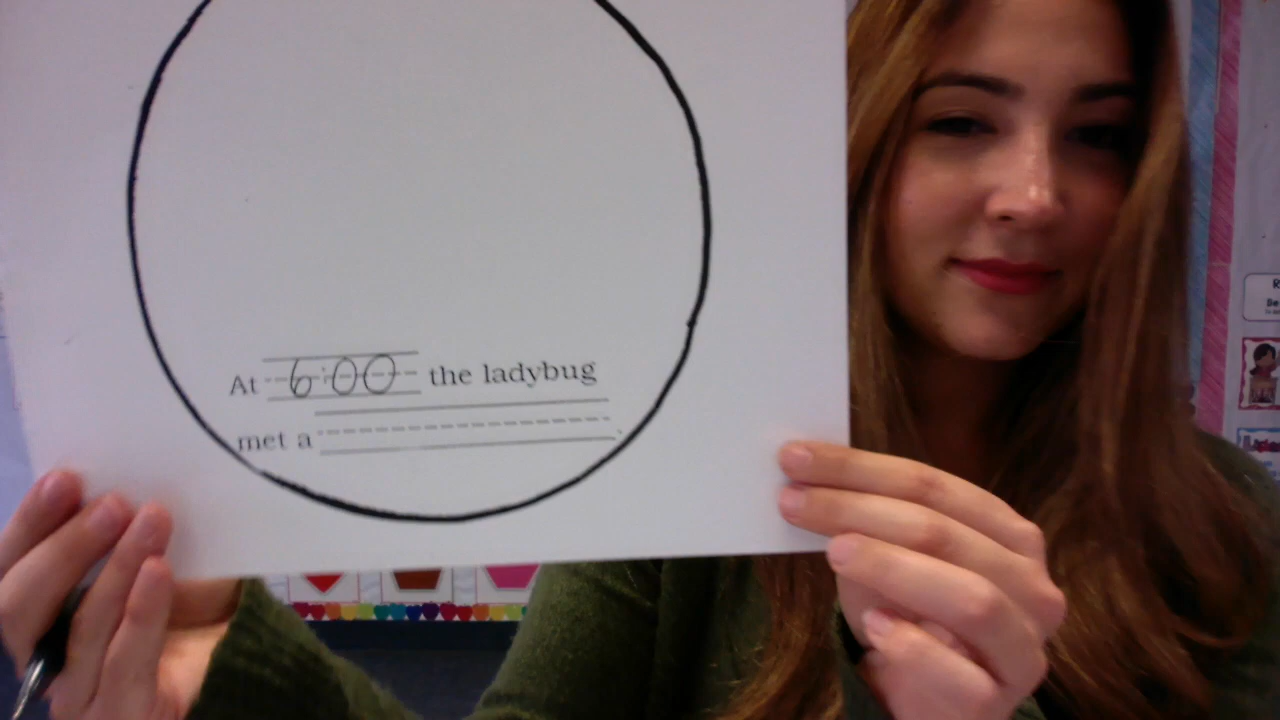 At 6:00 the ladybug
met a .